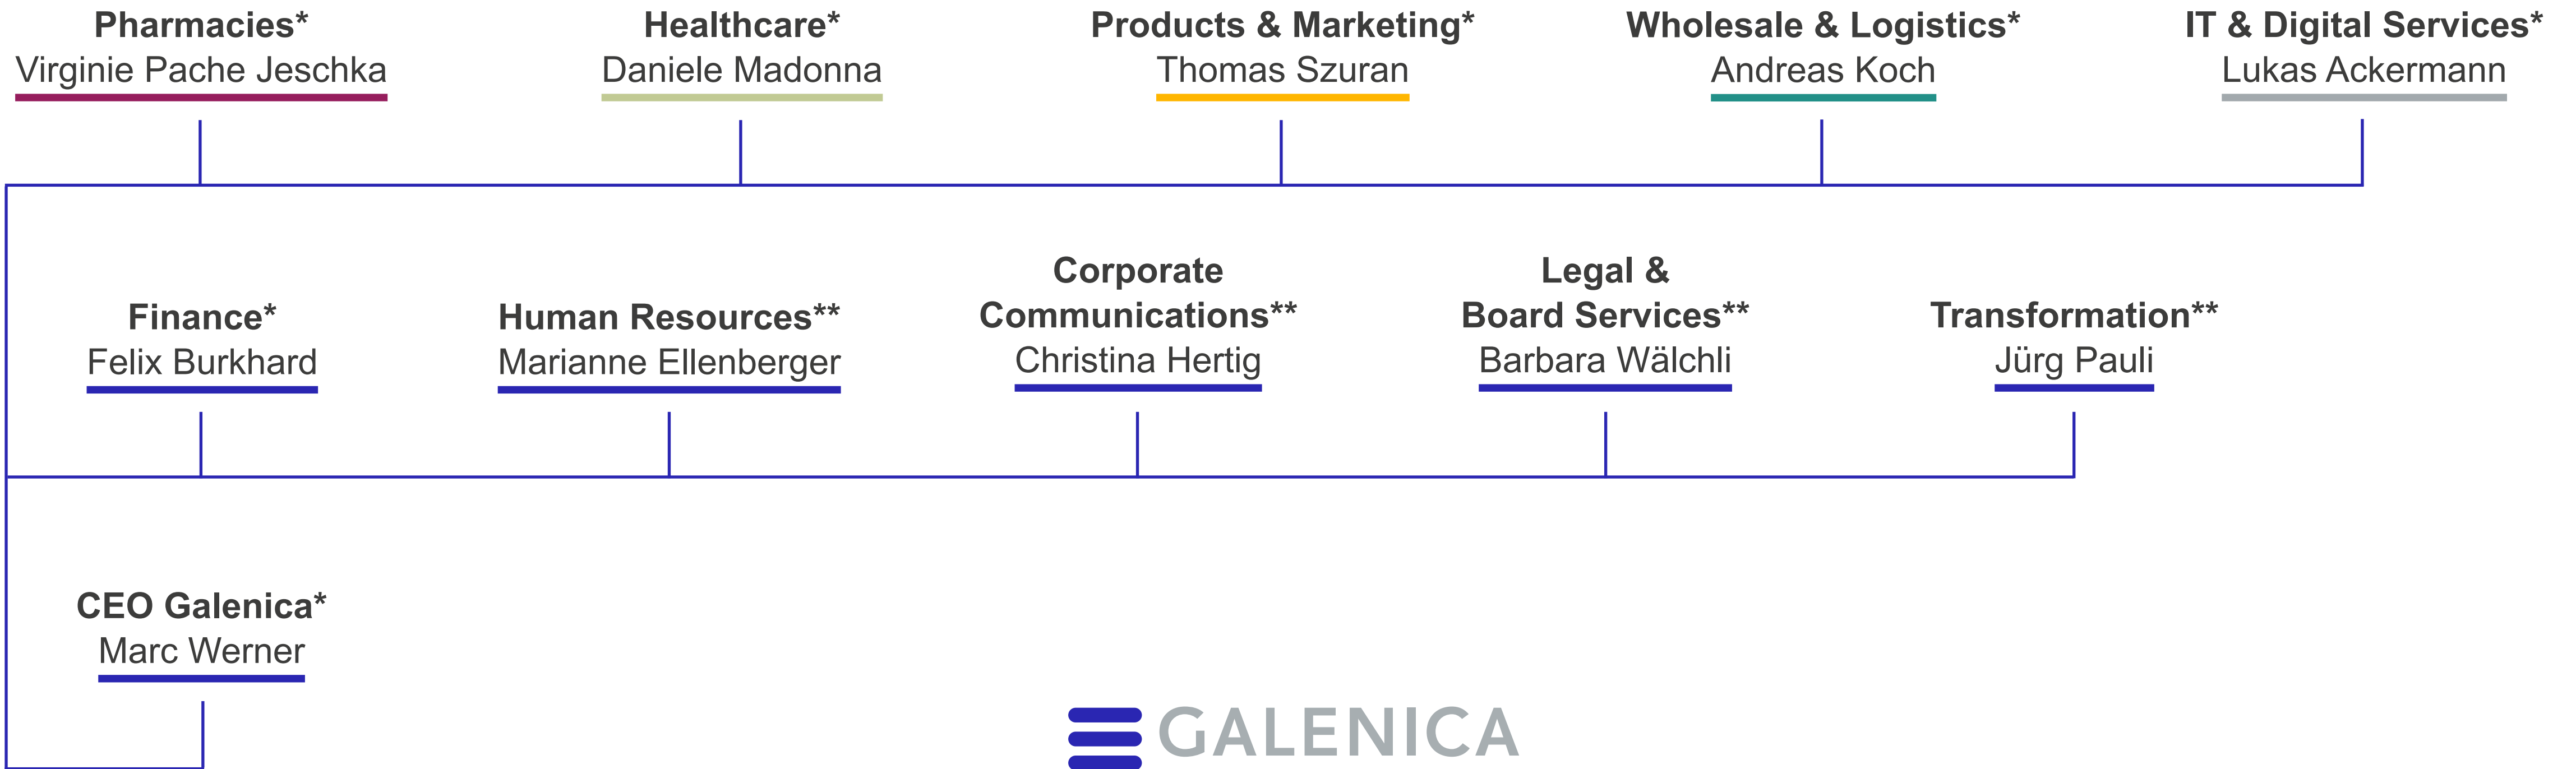 Pharmacies*
Virginie Pache Jeschka
Healthcare*
Daniele Madonna
Products & Marketing*
Thomas Szuran
Wholesale & Logistics*
Andreas Koch
IT & Digital Services*
Lukas Ackermann
Finance*
Felix Burkhard
Human Resources**
Marianne Ellenberger
Corporate
Communications**
Christina Hertig
Legal &
Board Services**
Barbara Wälchli
Transformation**
Jürg Pauli
CEO Galenica*
Marc Werner
GALENICA